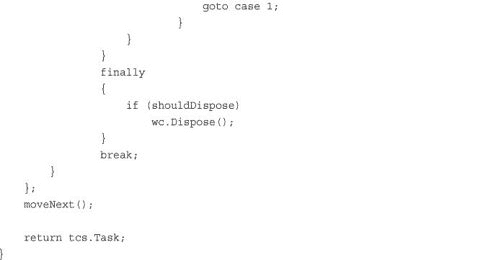 goto case 1;
}
}
}
finally
{
if (shouldDispose)
wc.Dispose();
}
break;
}
};
moveNext();
return tcs.Task;
}